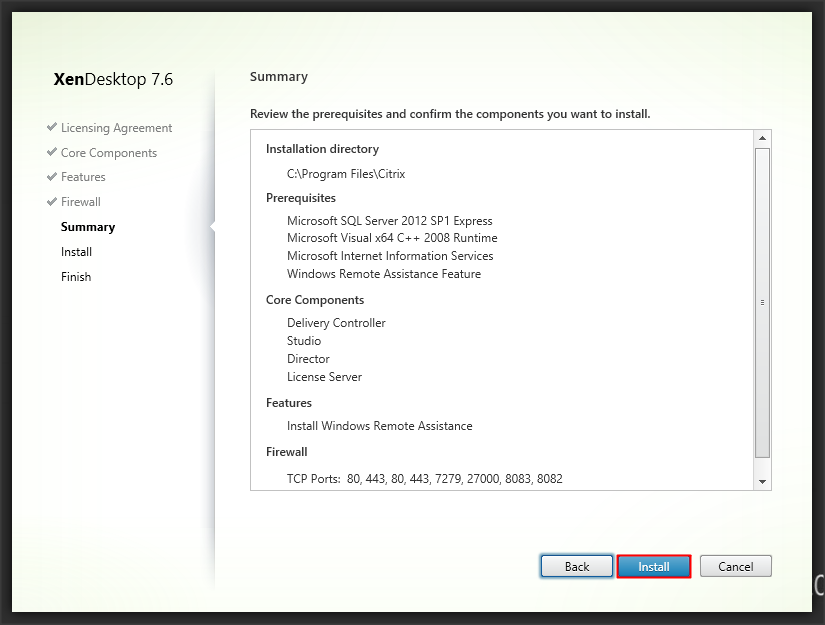 XenDesktop 7.6
Licensing Agreement
Core Components
Features
Firewall
Summary
Install
Finish
Summary
Review the prerequisites and confirm the components you want to install.
Installation directory
C:\Program Files\Citrix
Prerequisites
Microsoft SQL Server 2012 SP1 Express
Microsoft Visual x64 C++ 2008 Runtime
Microsoft Internet Information Services
Windows Remote Assistance Feature
Core Components
Delivery Controller
Studio
Director
License Server
Features
Install Windows Remote Assistance
Firewall
TCP Ports: 80, 443, 80, 443, 7279, 27000, 8083, 8082
Back Install Cancel